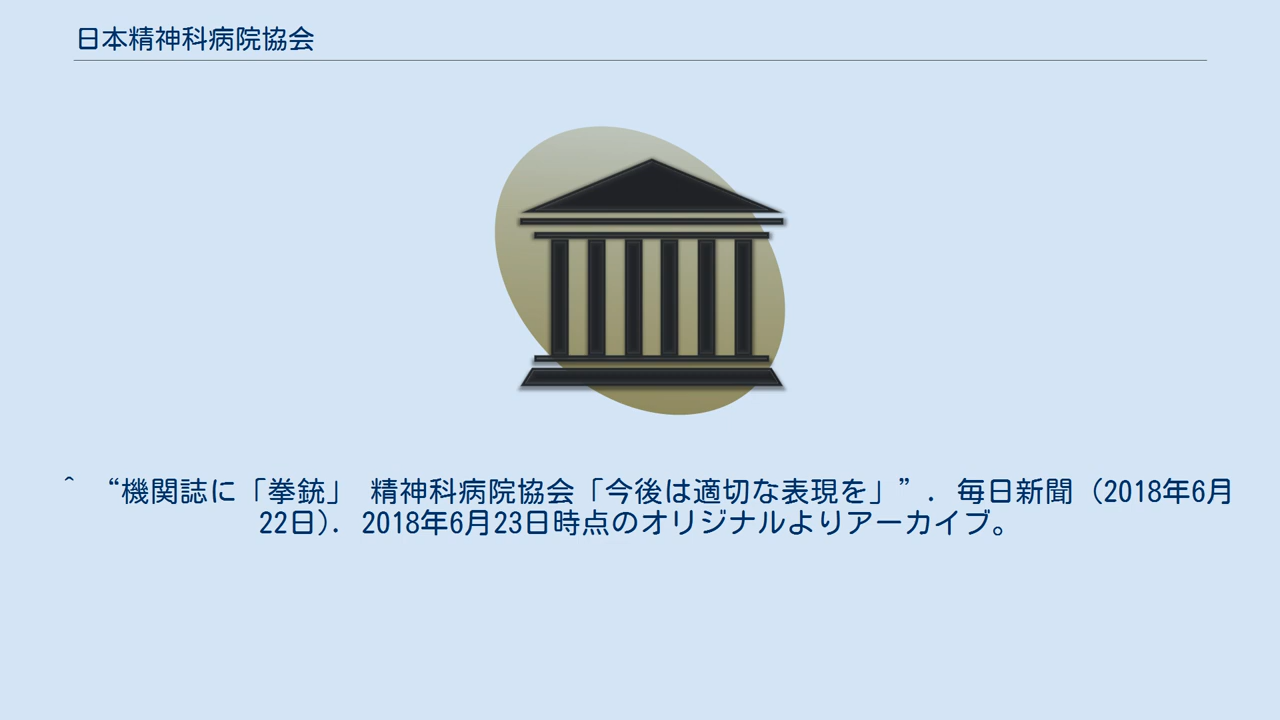 日本精神科病院協会
^ “機関誌に「拳銃」 精神科病院協会「今後は適切な表現を」”. 毎日新聞 (2018年6月
22日). 2018年6月23日時点のオリジナルよりアーカイブ。